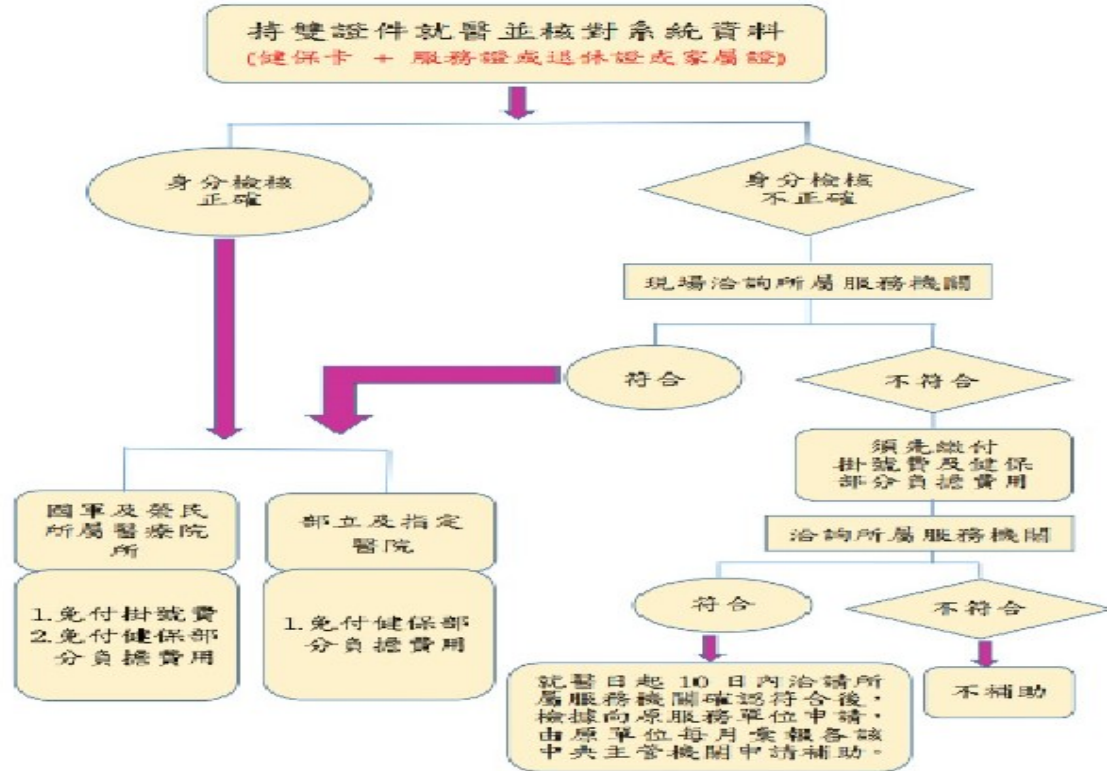 持雙證件就醫並核對系統資料
(健保卡 + 服務證或退休證或家屬證)
身分檢核
正確
身分檢核
不正確
現場洽詢所屬服務機關
符合
不符合
須先繳付
掛號費及健保
部分負擔費用
國軍及榮民
所屬醫療院
所
部立及指定
醫院
洽詢所屬服務機關
1.免付掛號費
2.免付健保部
分負擔費用
1.免付健保部
分負擔費用
符合
不符合
就醫日起 10 日內洽請所
屬服務機關確認符合後，
檢據向原服務單位申請，
由原單位每月彙報各該
中央主管機關申請補助。
不補助